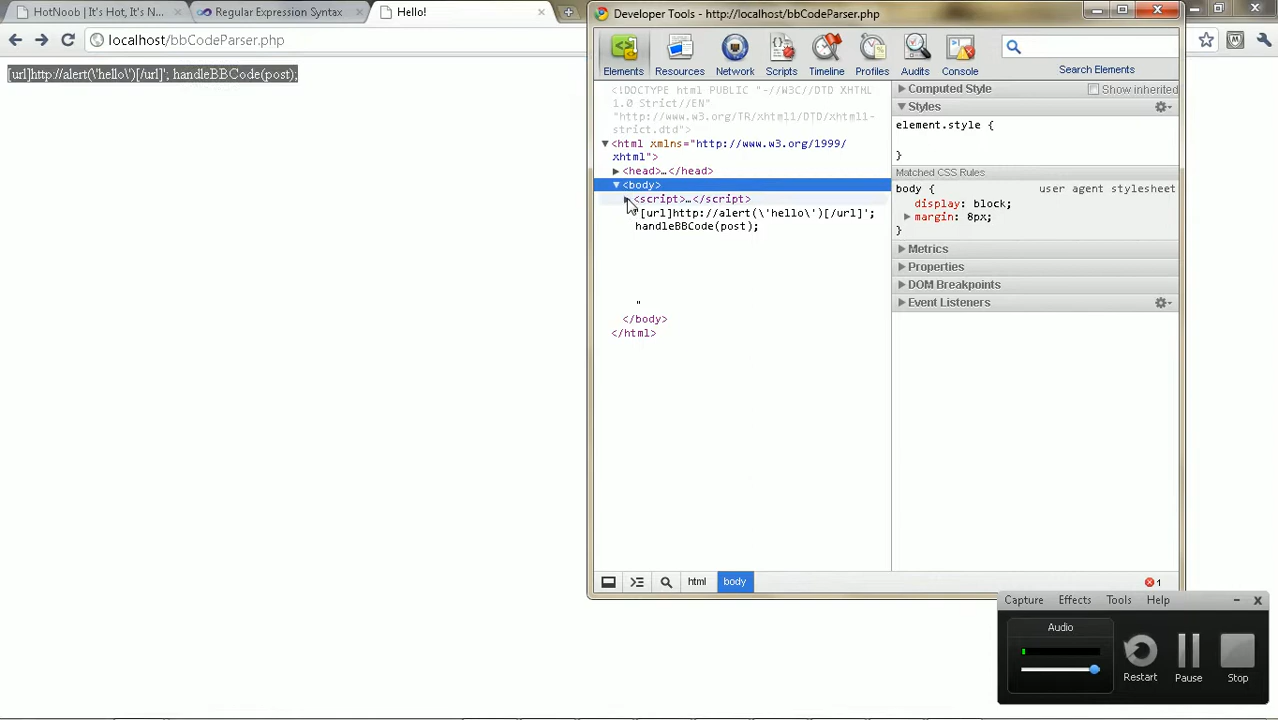 HotNoob | It's Hot, It's N...
Regular Expression Syntax
Hello!
Developer Tools - http://localhost/bbCodeParser.php
localhost/bbCodeParser.php
[url]http://alert(\'hello\')[/url]'; handleBBCode(post);
Elements
Resources
Network
Scripts
Timeline
Profiles
Audits
Console
Search Elements
<!DOCTYPE html PUBLIC "-//W3C//DTD XHTML
1.0 Strict//EN"
"http://www.w3.org/TR/xhtml1/DTD/xhtml1-
strict.dtd">
<html xmlns="http://www.w3.org/1999/
xhtml">
<head>…</head>
<body>
<script>…</script>
"[url]http://alert(\'hello\')[/url]';
handleBBCode(post);
"
</body>
</html>
Computed Style
Show inherited
Styles
element.style {
}
Matched CSS Rules
body {
user agent stylesheet
display: block;
margin: 8px;
}
Metrics
Properties
DOM Breakpoints
Event Listeners
html
body
1
Capture
Effects
Tools
Help
Audio
Restart
Pause
Stop